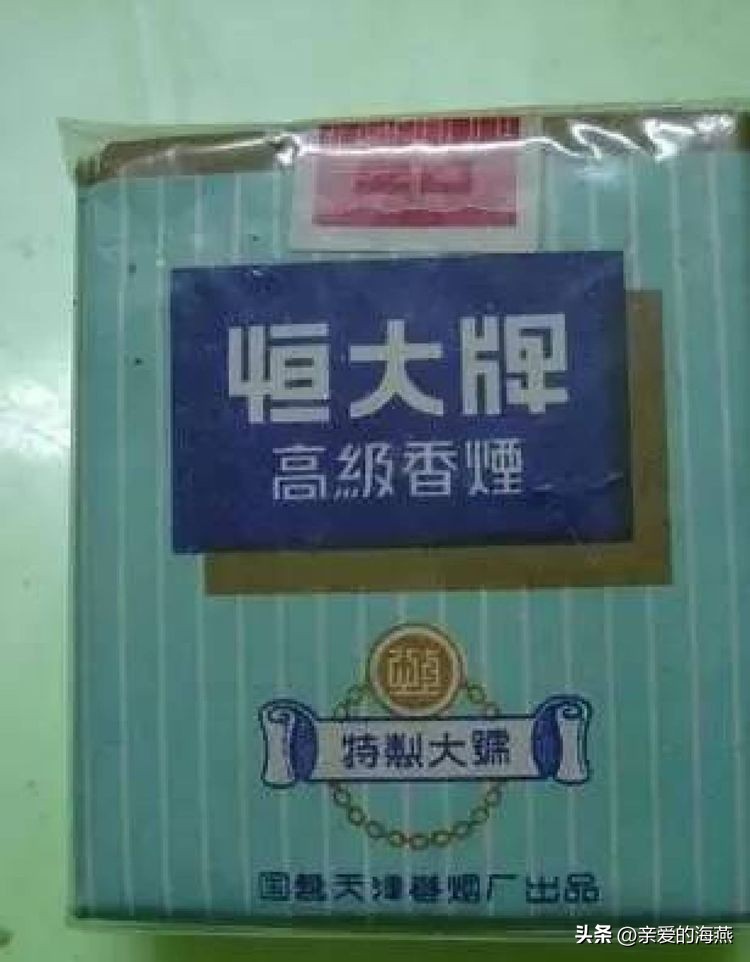 恒大牌
高級香煙
特制大號
国营天津卷烟厂出品
头条 @亲爱的海燕